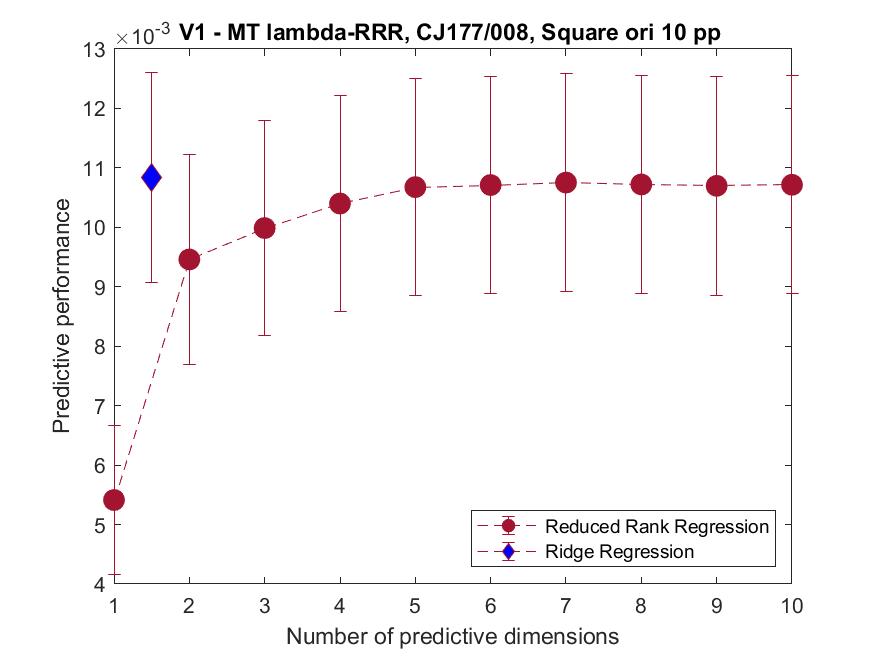 ×10-3 V1 - MT lambda-RRR, CJ177/008, Square ori 10 pp
13
12
11
10
9
8
7
6
5
4
Predictive performance
Reduced Rank Regression
Ridge Regression
1 2 3 4 5 6 7 8 9 10
Number of predictive dimensions